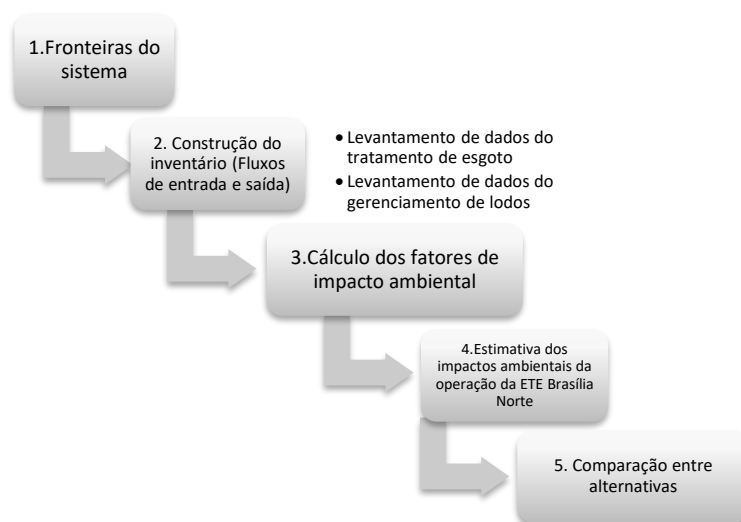 1.Fronteiras do
sistema
2. Construção do
inventário (Fluxos
de entrada e saída)
• Levantamento de dados do
tratamento de esgoto
• Levantamento de dados do
gerenciamento de lodos
3.Cálculo dos fatores de
impacto ambiental
4.Estimativa dos
impactos ambientais da
operação da ETE Brasília
Norte
5. Comparação entre
alternativas